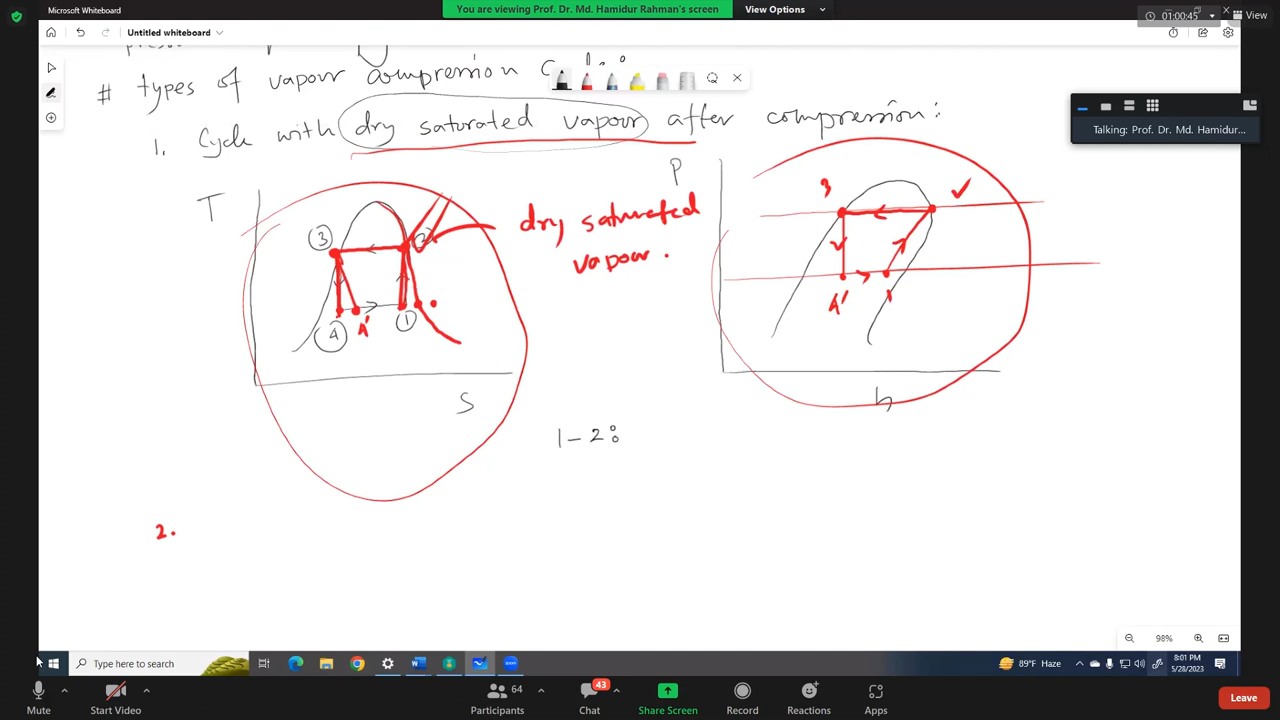 Microsoft Whiteboard
You are viewing Prof. Dr. Md. Hamidur Rahman's screen
View Options
01:00:45
View
Untitled whiteboard
# types of vapour compression
1. Cycle with dry saturated vapour after compression:
Talking: Prof. Dr. Md. Hamidur...
T
3
2
4
4'
1
S
dry saturated
vapour.
P
3
4'
1
h
1-2:
2.
98%
Type here to search
89°F Haze
8:01 PM
5/28/2023
Mute
Start Video
64
Participants
43
Chat
Share Screen
Record
Reactions
Apps
Leave